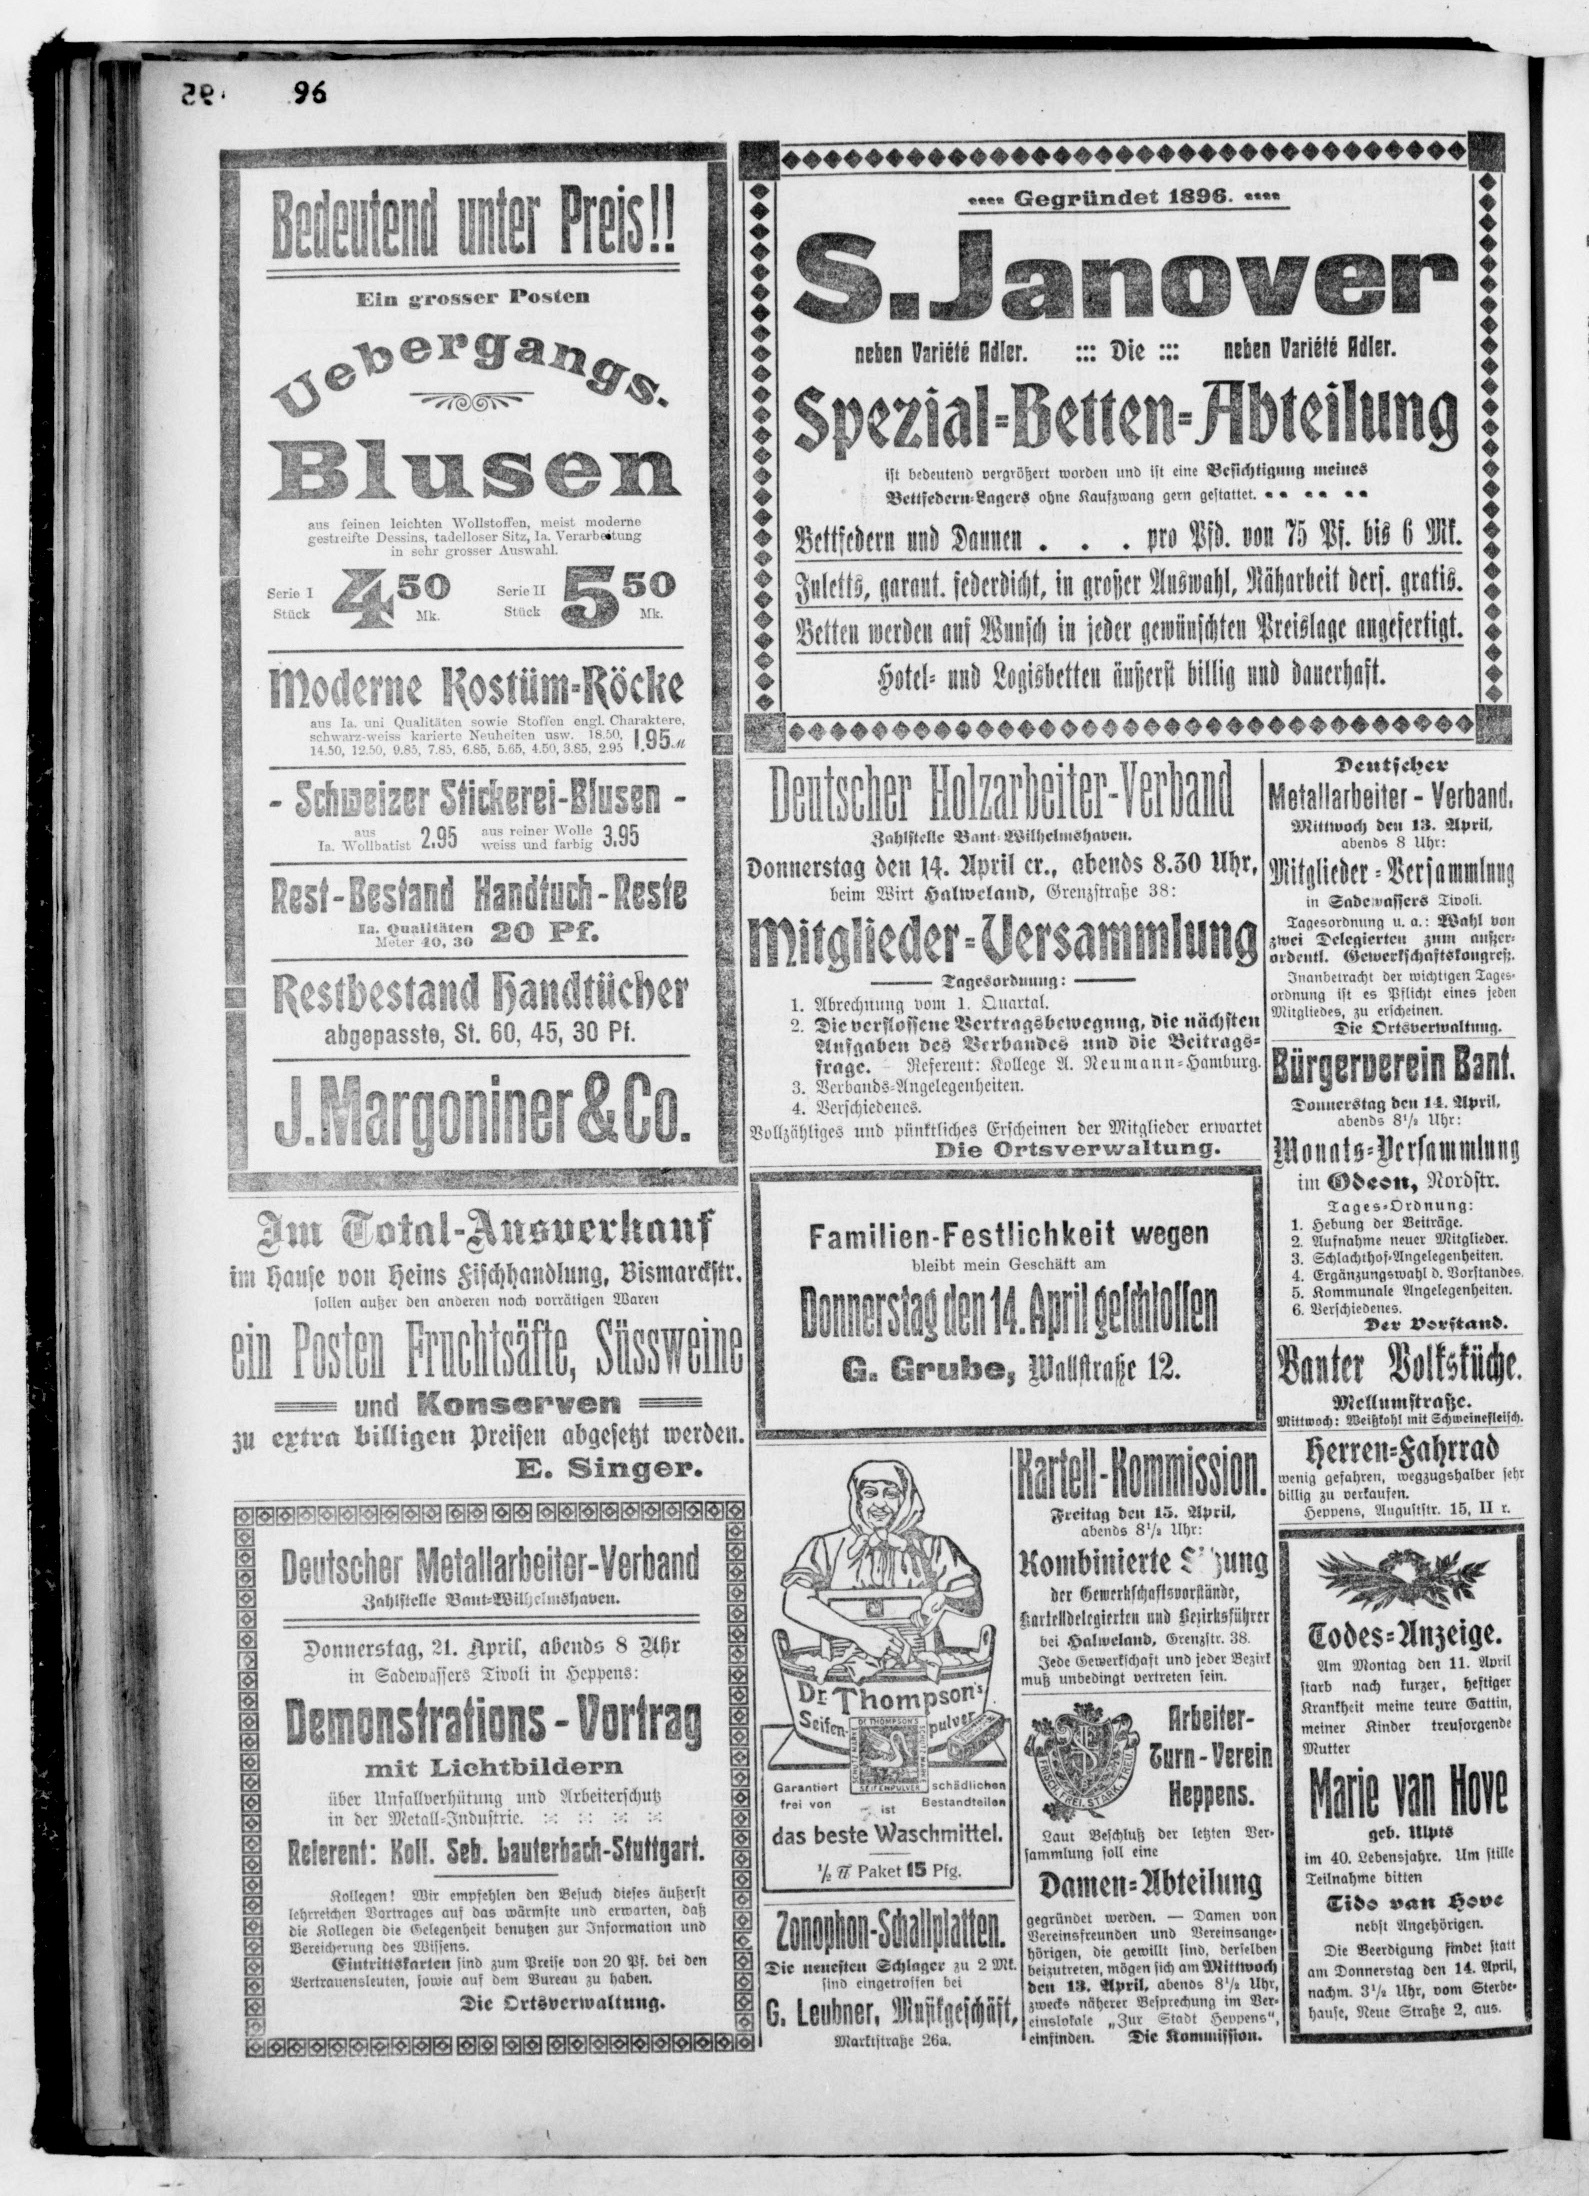 96
Bedeutend unter Preis!!
Ein grosser Posten
Uebergangs-
Blusen
aus feinen leichten Wollstoffen, meist moderne
gestreifte Dessins, tadelloser Sitz, Ia. Verarbeitung
in sehr grosser Auswahl.
Serie I Stück 4 50 Mk. Serie II Stück 5 50 Mk.
Moderne Kostüm-Röcke
aus Ia. uni Qualitäten sowie Stoffen engl. Charaktere,
schwarz-weiss karierte Neuheiten usw. 18.50,
14.50, 12.50, 9.85, 7.85, 6.85, 5.65, 4.50, 3.85, 2.95 1.95 M
- Schweizer Stickerei-Blusen -
aus Ia. Wollbatist 2.95 aus reiner Wolle weiss und farbig 3.95
Rest-Bestand Handtuch-Reste
Ia. Qualitäten Meter 40, 30 20 Pf.
Restbestand Handtücher
abgepasste, St. 60, 45, 30 Pf.
J. Margoniner & Co.
Im Total-Ausverkauf
im Hause von Heins Fischhandlung, Bismarckstr.
sollen außer den anderen noch vorrätigen Waren
ein Posten Fruchtsäfte, Süssweine
und Konserven
zu extra billigen Preisen abgesetzt werden.
E. Singer.
Deutscher Metallarbeiter-Verband
Zahlstelle Bant-Wilhelmshaven.
Donnerstag, 21. April, abends 8 Uhr
in Sadewassers Tivoli in Heppens:
Demonstrations-Vortrag
mit Lichtbildern
über Unfallverhütung und Arbeiterschutz
in der Metall-Industrie.
Referent: Koll. Seb. Lauterbach-Stuttgart.
Kollegen! Wir empfehlen den Besuch dieses äußerst
lehrreichen Vortrages auf das wärmste und erwarten, daß
die Kollegen die Gelegenheit benutzen zur Information und
Bereicherung des Wissens.
Eintrittskarten sind zum Preise von 20 Pf. bei den
Vertrauensleuten, sowie auf dem Bureau zu haben.
Die Ortsverwaltung.
Gegründet 1896.
S. Janover
neben Variété Adler. ::: Die ::: neben Variété Adler.
Spezial-Betten-Abteilung
ist bedeutend vergrößert worden und ist eine Besichtigung meines
Bettfedern-Lagers ohne Kaufzwang gern gestattet.
Bettfedern und Daunen . . . pro Pfd. von 75 Pf. bis 6 Mk.
Inletts, garant. federdicht, in großer Auswahl, Näharbeit ders. gratis.
Betten werden auf Wunsch in jeder gewünschten Preislage angefertigt.
Hotel- und Logisbetten äußerst billig und dauerhaft.
Deutscher Holzarbeiter-Verband
Zahlstelle Bant-Wilhelmshaven.
Donnerstag den 14. April cr., abends 8.30 Uhr,
beim Wirt Halweland, Grenzstraße 38:
Mitglieder-Versammlung
Tagesordnung:
1. Abrechnung vom 1. Quartal.
2. Die verflossene Vertragsbewegung, die nächsten
Aufgaben des Verbandes und die Beitrags-
frage. — Referent: Kollege A. Neumann-Hamburg.
3. Verbands-Angelegenheiten.
4. Verschiedenes.
Vollzähliges und pünktliches Erscheinen der Mitglieder erwartet
Die Ortsverwaltung.
Familien-Festlichkeit wegen
bleibt mein Geschäft am
Donnerstag den 14. April geschlossen
G. Grube, Wallstraße 12.
Dr. Thompson's
Seifen- pulver
DR THOMPSON'S
SCHUTZ-MARKE
SEIFENPULVER
Garantiert frei von schädlichen Bestandteilen
ist
das beste Waschmittel.
1/2 ℔ Paket 15 Pfg.
Zonophon-Schallplatten.
Die neuesten Schlager zu 2 Mk.
sind eingetroffen bei
G. Leubner, Musikgeschäft,
Marktstraße 26a.
Kartell-Kommission.
Freitag den 15. April,
abends 8 1/2 Uhr:
Kombinierte Sitzung
der Gewerkschaftsvorstände,
Kartelldelegierten und Bezirksführer
bei Halweland, Grenzstr. 38.
Jede Gewerkschaft und jeder Bezirk
muß unbedingt vertreten sein.
FRISCH. FREI. STARK. TREU.
Arbeiter-
Turn-Verein
Heppens.
Laut Beschluß der letzten Ver-
sammlung soll eine
Damen-Abteilung
gegründet werden. — Damen von
Vereinsfreunden und Vereinsange-
hörigen, die gewillt sind, derselben
beizutreten, mögen sich am Mittwoch
den 13. April, abends 8 1/2 Uhr,
zwecks näherer Besprechung im Ver-
einslokale „Zur Stadt Heppens“,
einfinden. Die Kommission.
Deutscher
Metallarbeiter-Verband.
Mittwoch den 13. April,
abends 8 Uhr:
Mitglieder-Versammlung
in Sadewassers Tivoli.
Tagesordnung u. a.: Wahl von
zwei Delegierten zum außer-
ordentl. Gewerkschaftskongreß.
Inanbetracht der wichtigen Tages-
ordnung ist es Pflicht eines jeden
Mitgliedes, zu erscheinen.
Die Ortsverwaltung.
Bürgerverein Bant.
Donnerstag den 14. April,
abends 8 1/2 Uhr:
Monats-Versammlung
im Odeon, Nordstr.
Tages-Ordnung:
1. Hebung der Beiträge.
2. Aufnahme neuer Mitglieder.
3. Schlachthof-Angelegenheiten.
4. Ergänzungswahl d. Vorstandes.
5. Kommunale Angelegenheiten.
6. Verschiedenes.
Der Vorstand.
Banter Volksküche.
Mellumstraße.
Mittwoch: Weißkohl mit Schweinefleisch.
Herren-Fahrrad
wenig gefahren, wegzugshalber sehr
billig zu verkaufen.
Heppens, Auguststr. 15, II r.
Todes-Anzeige.
Am Montag den 11. April
starb nach kurzer, heftiger
Krankheit meine teure Gattin,
meiner Kinder treusorgende
Mutter
Marie van Hove
geb. Ulpts
im 40. Lebensjahre. Um stille
Teilnahme bitten
Tido van Hove
nebst Angehörigen.
Die Beerdigung findet statt
am Donnerstag den 14. April,
nachm. 3 1/2 Uhr, vom Sterbe-
hause, Neue Straße 2, aus.